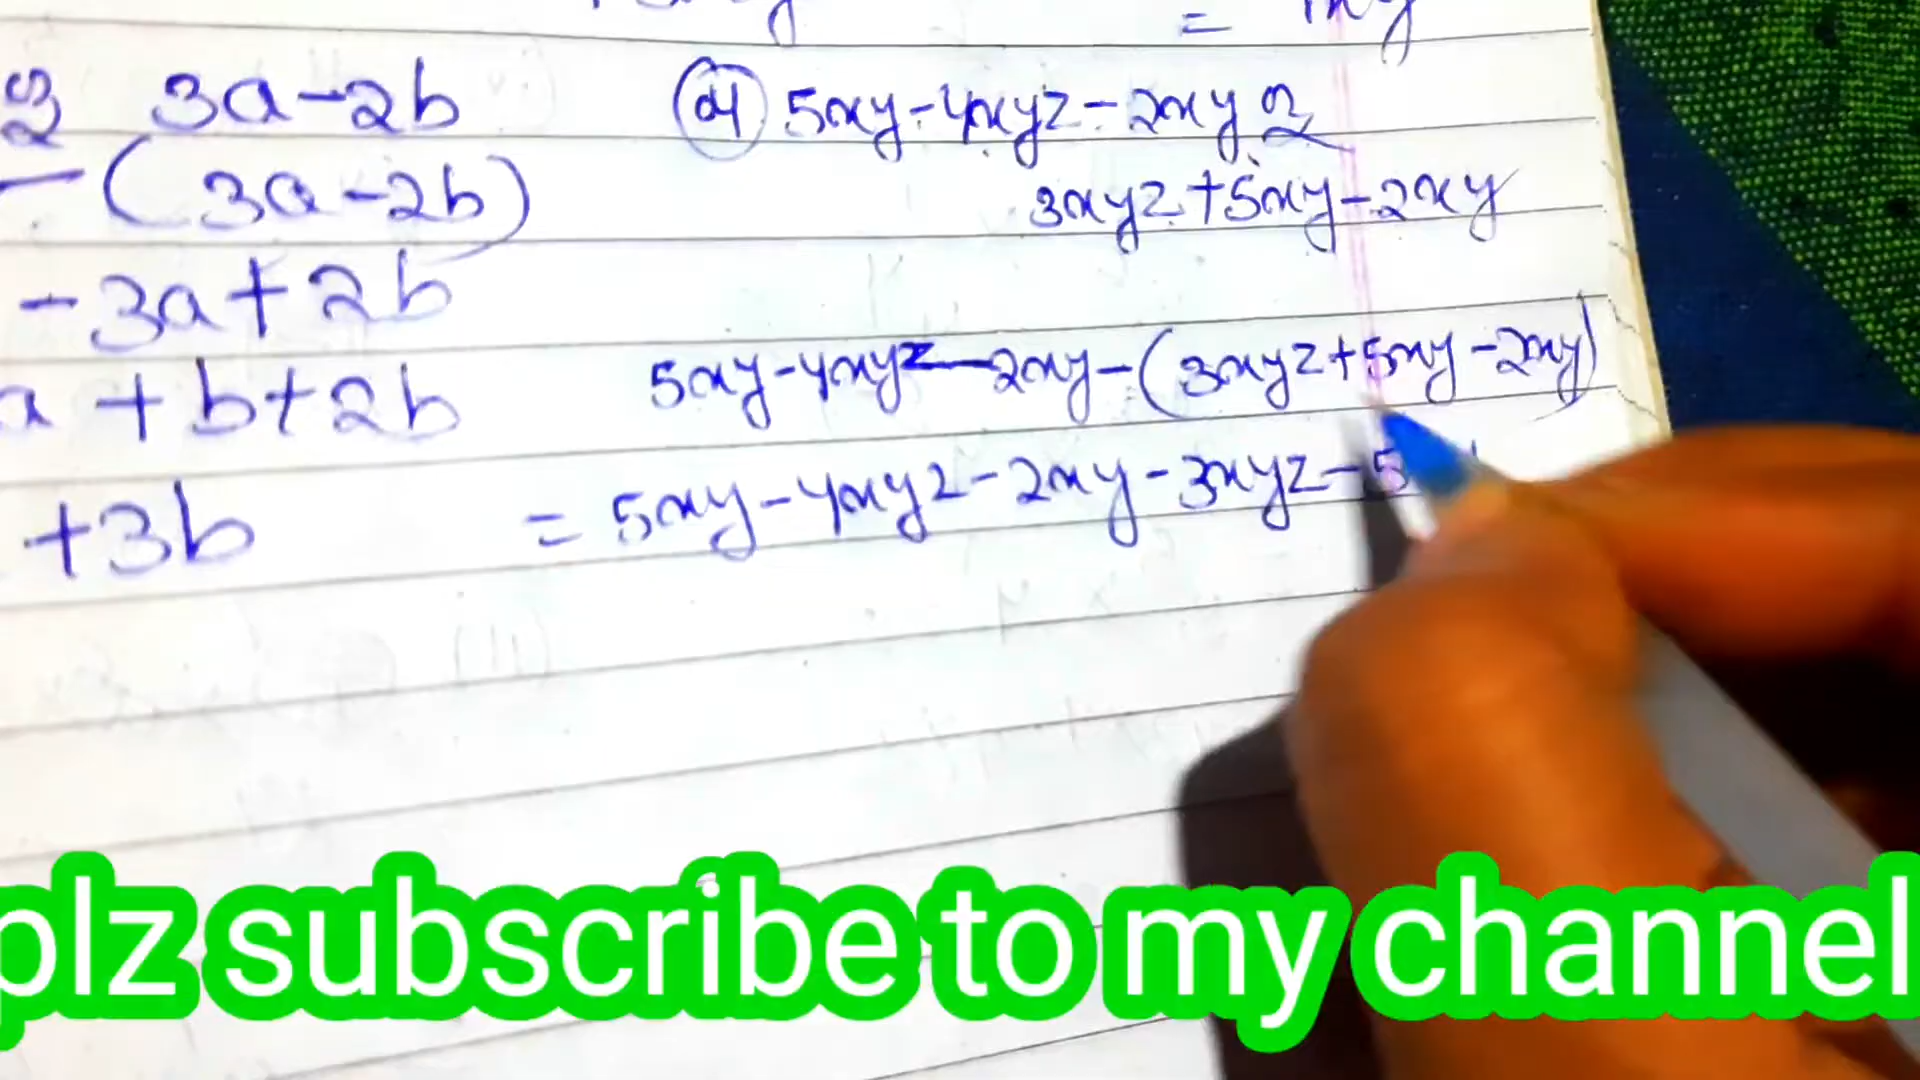 3a-2b
-(3a-2b)
-3a+2b
+b+2b
+3b
5xy-4xyz-2xy
3xyz+5xy-2xy
5xy-4xyz-2xy-(3xyz+5xy-2xy)
=5xy-4xyz-2xy-3xyz-5
plz subscribe to my channel